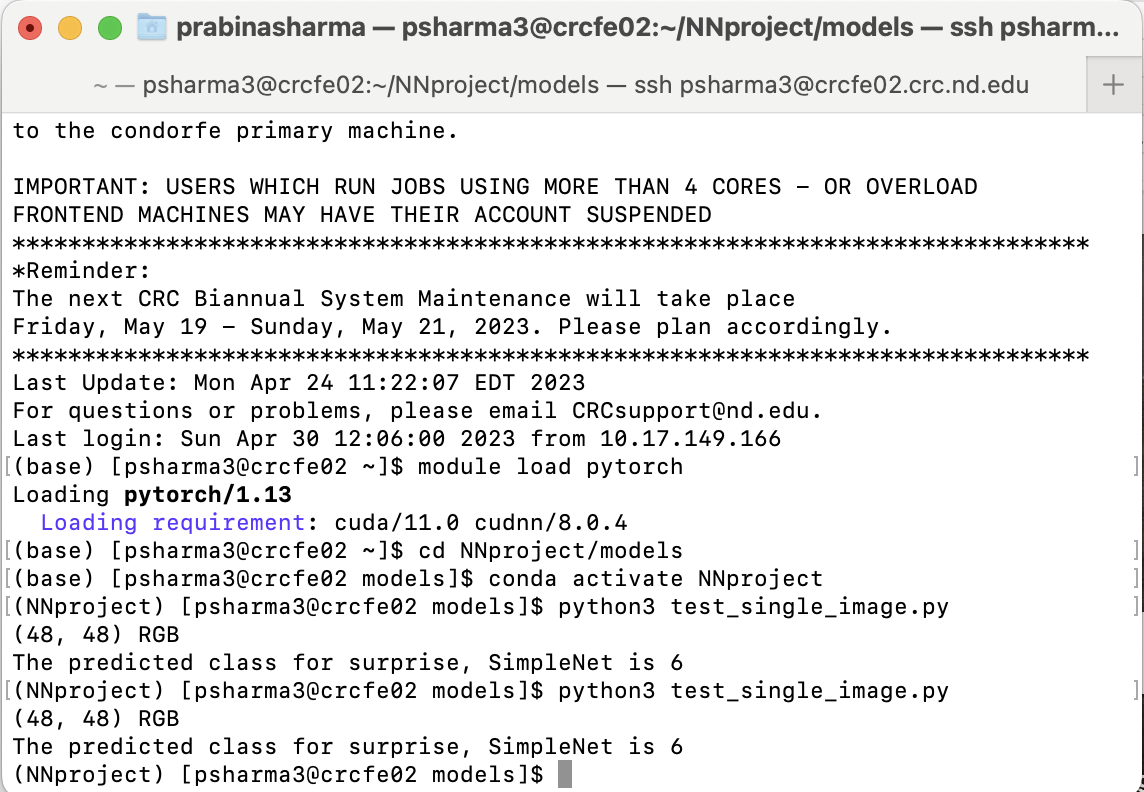 prabinasharma — psharma3@crcfe02:~/NNproject/models — ssh psharm...
~ — psharma3@crcfe02:~/NNproject/models — ssh psharma3@crcfe02.crc.nd.edu
+
to the condorfe primary machine.
IMPORTANT: USERS WHICH RUN JOBS USING MORE THAN 4 CORES – OR OVERLOAD
FRONTEND MACHINES MAY HAVE THEIR ACCOUNT SUSPENDED
*****************************************************************************
*Reminder:
The next CRC Biannual System Maintenance will take place
Friday, May 19 – Sunday, May 21, 2023. Please plan accordingly.
*****************************************************************************
Last Update: Mon Apr 24 11:22:07 EDT 2023
For questions or problems, please email CRCsupport@nd.edu.
Last login: Sun Apr 30 12:06:00 2023 from 10.17.149.166
[(base) [psharma3@crcfe02 ~]$ module load pytorch ]
Loading pytorch/1.13
  Loading requirement: cuda/11.0 cudnn/8.0.4
[(base) [psharma3@crcfe02 ~]$ cd NNproject/models ]
[(base) [psharma3@crcfe02 models]$ conda activate NNproject ]
[(NNproject) [psharma3@crcfe02 models]$ python3 test_single_image.py ]
(48, 48) RGB
The predicted class for surprise, SimpleNet is 6
[(NNproject) [psharma3@crcfe02 models]$ python3 test_single_image.py ]
(48, 48) RGB
The predicted class for surprise, SimpleNet is 6
(NNproject) [psharma3@crcfe02 models]$